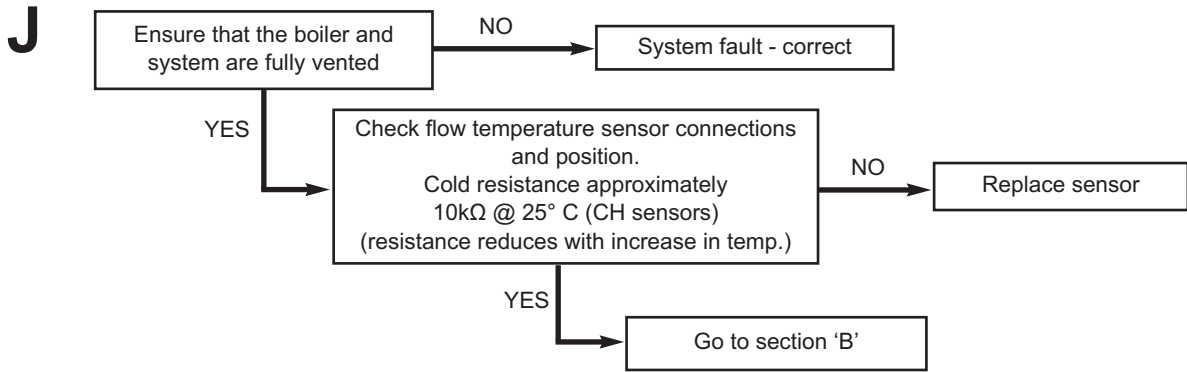 J
Ensure that the boiler and
system are fully vented
NO
System fault - correct
YES
Check flow temperature sensor connections
and position.
Cold resistance approximately
10kΩ @ 25° C (CH sensors)
(resistance reduces with increase in temp.)
NO
Replace sensor
YES
Go to section ‘B’